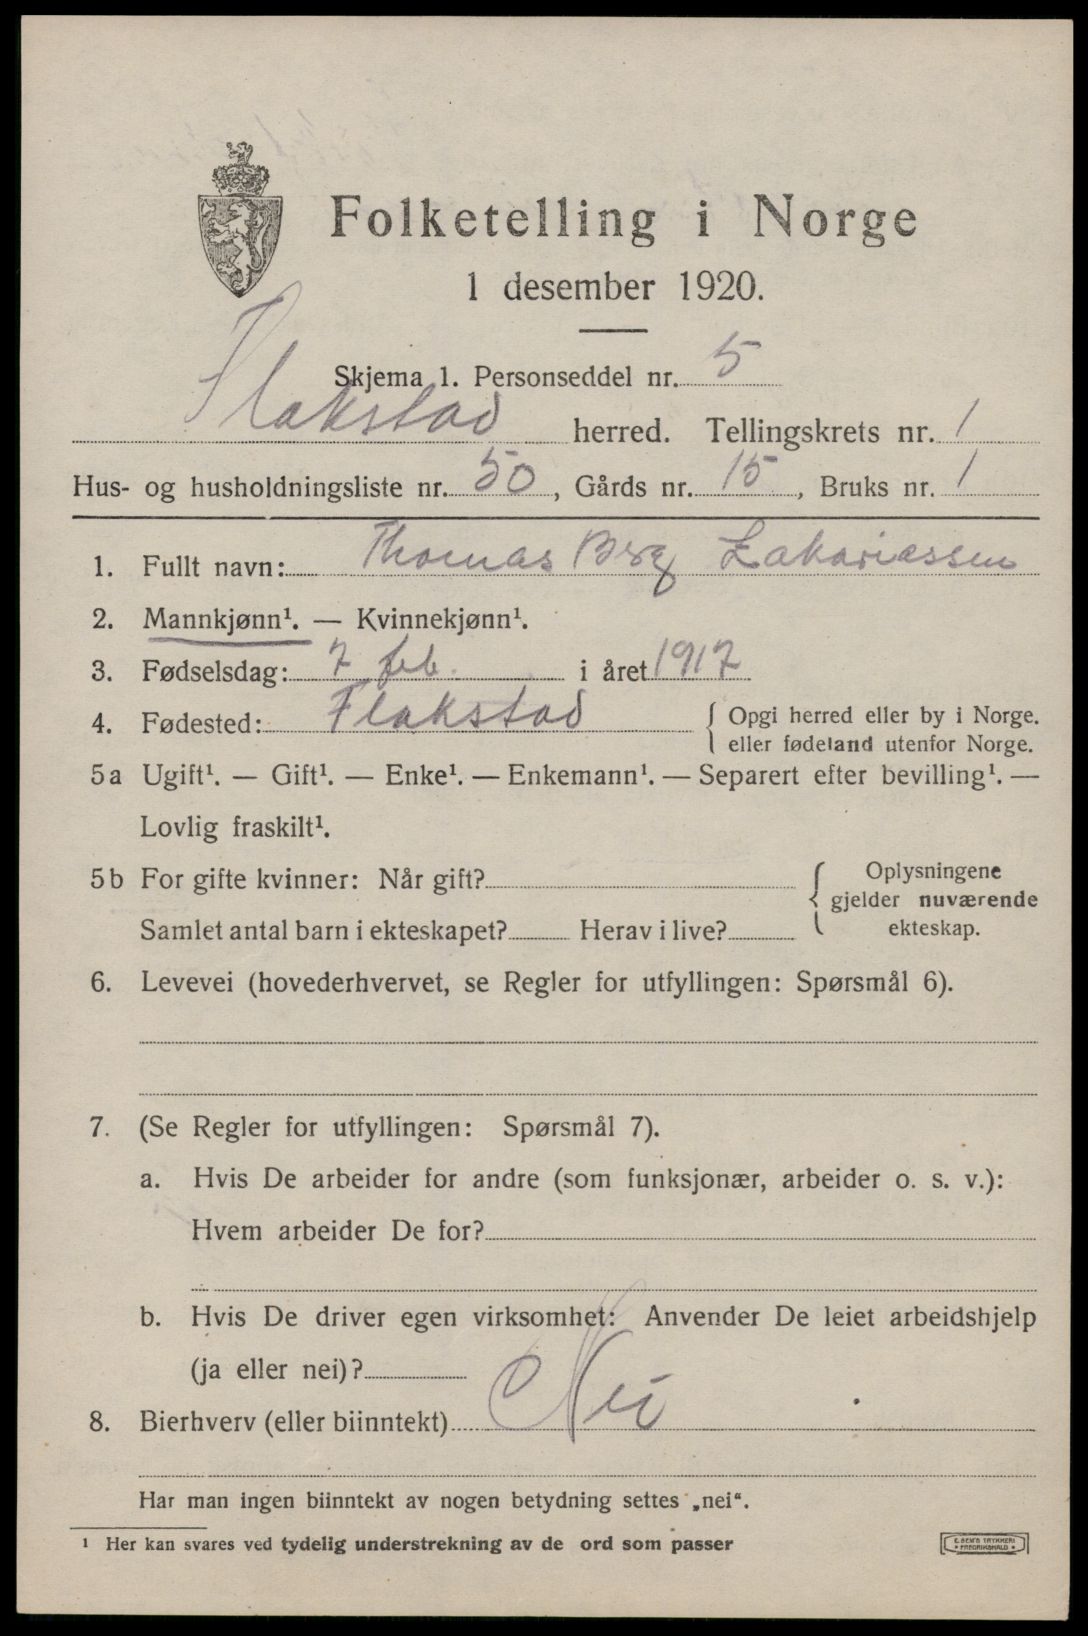 Folketelling i Norge
1 desember 1920.
Skjema 1. Personseddel nr. 5
Flakstad herred. Tellingskrets nr. 1
Hus- og husholdningsliste nr. 50, Gårds nr. 15, Bruks nr. 1
1. Fullt navn: Thomas Berg Zakariassen
2. Mannkjønn¹. — Kvinnekjønn¹.
3. Fødselsdag: 7 feb. i året 1917
4. Fødested: Flakstad { Opgi herred eller by i Norge.
eller fødeland utenfor Norge.
5a Ugift¹. — Gift¹. — Enke¹. — Enkemann¹. — Separert efter bevilling¹. —
Lovlig fraskilt¹.
5b For gifte kvinner: Når gift? { Oplysningene
gjelder nuværende
Samlet antal barn i ekteskapet? Herav i live? ekteskap.
6. Levevei (hovederhvervet, se Regler for utfyllingen: Spørsmål 6).
7. (Se Regler for utfyllingen: Spørsmål 7).
a. Hvis De arbeider for andre (som funksjonær, arbeider o. s. v.):
Hvem arbeider De for?
b. Hvis De driver egen virksomhet: Anvender De leiet arbeidshjelp
(ja eller nei)?
8. Bierhverv (eller biinntekt) Nei
Har man ingen biinntekt av nogen betydning settes „nei“.
¹ Her kan svares ved tydelig understrekning av de ord som passer
E. SEM'S TRYKKERI
FREDRIKSHALD